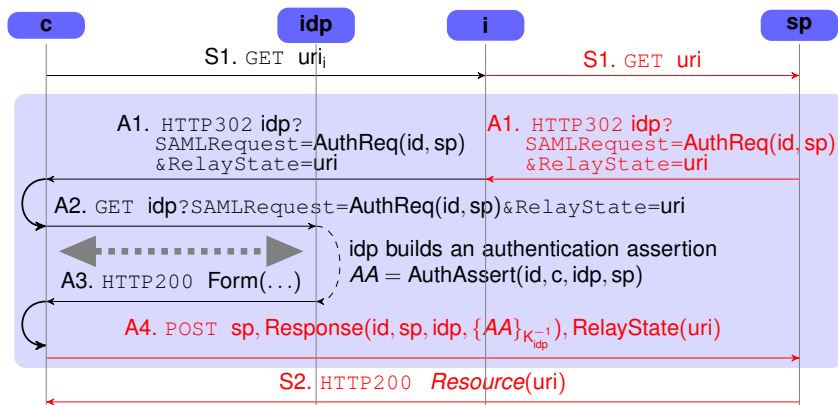 c idp i sp
S1. GET uri_i S1. GET uri
A1. HTTP302 idp? A1. HTTP302 idp?
SAMLRequest=AuthReq(id, sp) SAMLRequest=AuthReq(id, sp)
&RelayState=uri &RelayState=uri
A2. GET idp?SAMLRequest=AuthReq(id, sp)&RelayState=uri
idp builds an authentication assertion
A3. HTTP200 Form(...) AA = AuthAssert(id, c, idp, sp)
A4. POST sp, Response(id, sp, idp, {AA}_{K_{idp}^{-1}}), RelayState(uri)
S2. HTTP200 Resource(uri)